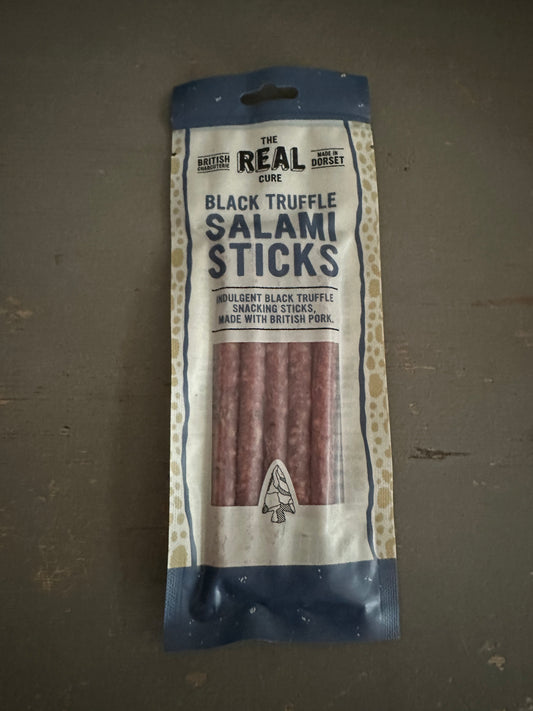 THE
BRITISH
CHARCUTERIE
REAL
MADE IN
DORSET
CURE
BLACK TRUFFLE
SALAMI
STICKS
INDULGENT BLACK TRUFFLE
SNACKING STICKS,
MADE WITH BRITISH PORK.